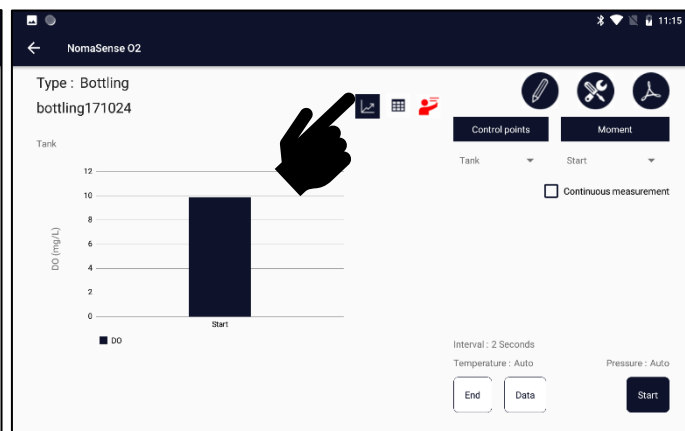 11:15
NomaSense O2
Type : Bottling
bottling171024
Control points
Moment
Tank
Tank
Start
Continuous measurement
12
10
8
6
4
2
0
DO (mg/L)
Start
DO
Interval : 2 Seconds
Temperature : Auto
Pressure : Auto
End
Data
Start